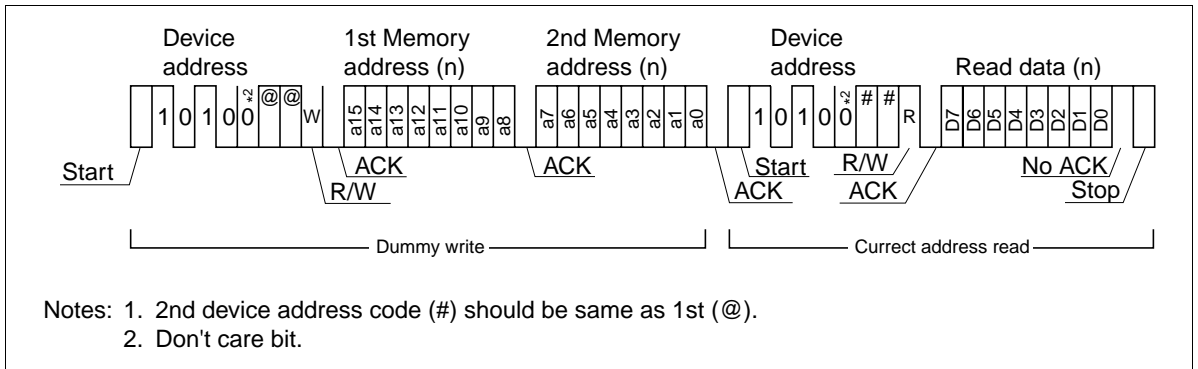 Device address 1st Memory address (n) 2nd Memory address (n) Device address Read data (n)
1 0 1 0 0 *2 @ @ W a15 a14 a13 a12 a11 a10 a9 a8 a7 a6 a5 a4 a3 a2 a1 a0 1 0 1 0 0 *2 # # R D7 D6 D5 D4 D3 D2 D1 D0
Start R/W ACK ACK ACK Start R/W ACK No ACK Stop
Dummy write Currect address read
Notes: 1. 2nd device address code (#) should be same as 1st (@).
2. Don't care bit.